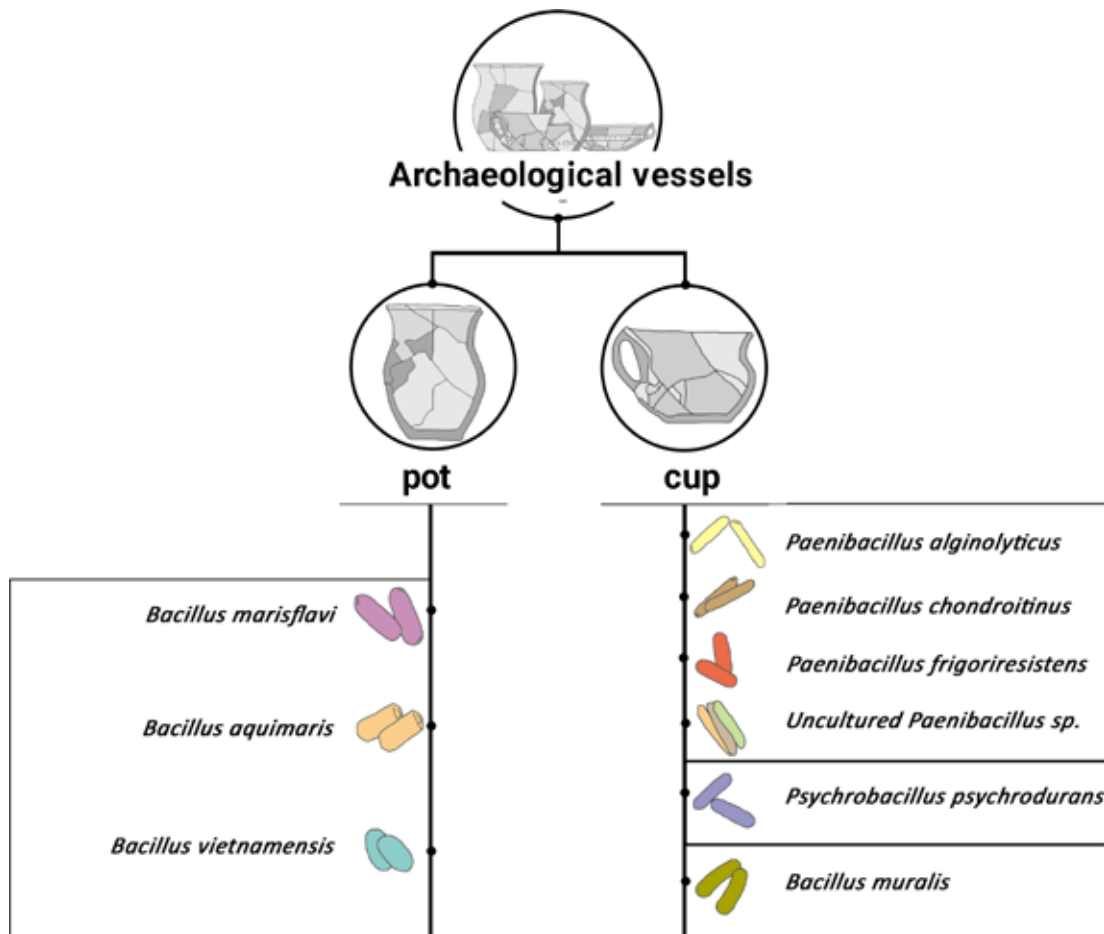 Archaeological vessels
pot
cup
Bacillus marisflavi
Bacillus aquimaris
Bacillus vietnamensis
Paenibacillus alginolyticus
Paenibacillus chondroitinus
Paenibacillus frigoriresistens
Uncultured Paenibacillus sp.
Psychrobacillus psychrodurans
Bacillus muralis